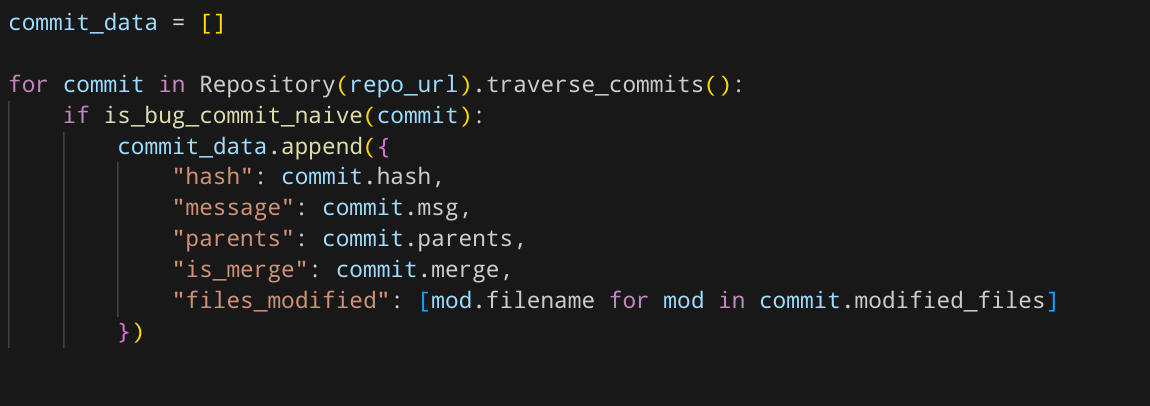 commit_data = []
for commit in Repository(repo_url).traverse_commits():
    if is_bug_commit_naive(commit):
        commit_data.append({
            "hash": commit.hash,
            "message": commit.msg,
            "parents": commit.parents,
            "is_merge": commit.merge,
            "files_modified": [mod.filename for mod in commit.modified_files]
        })